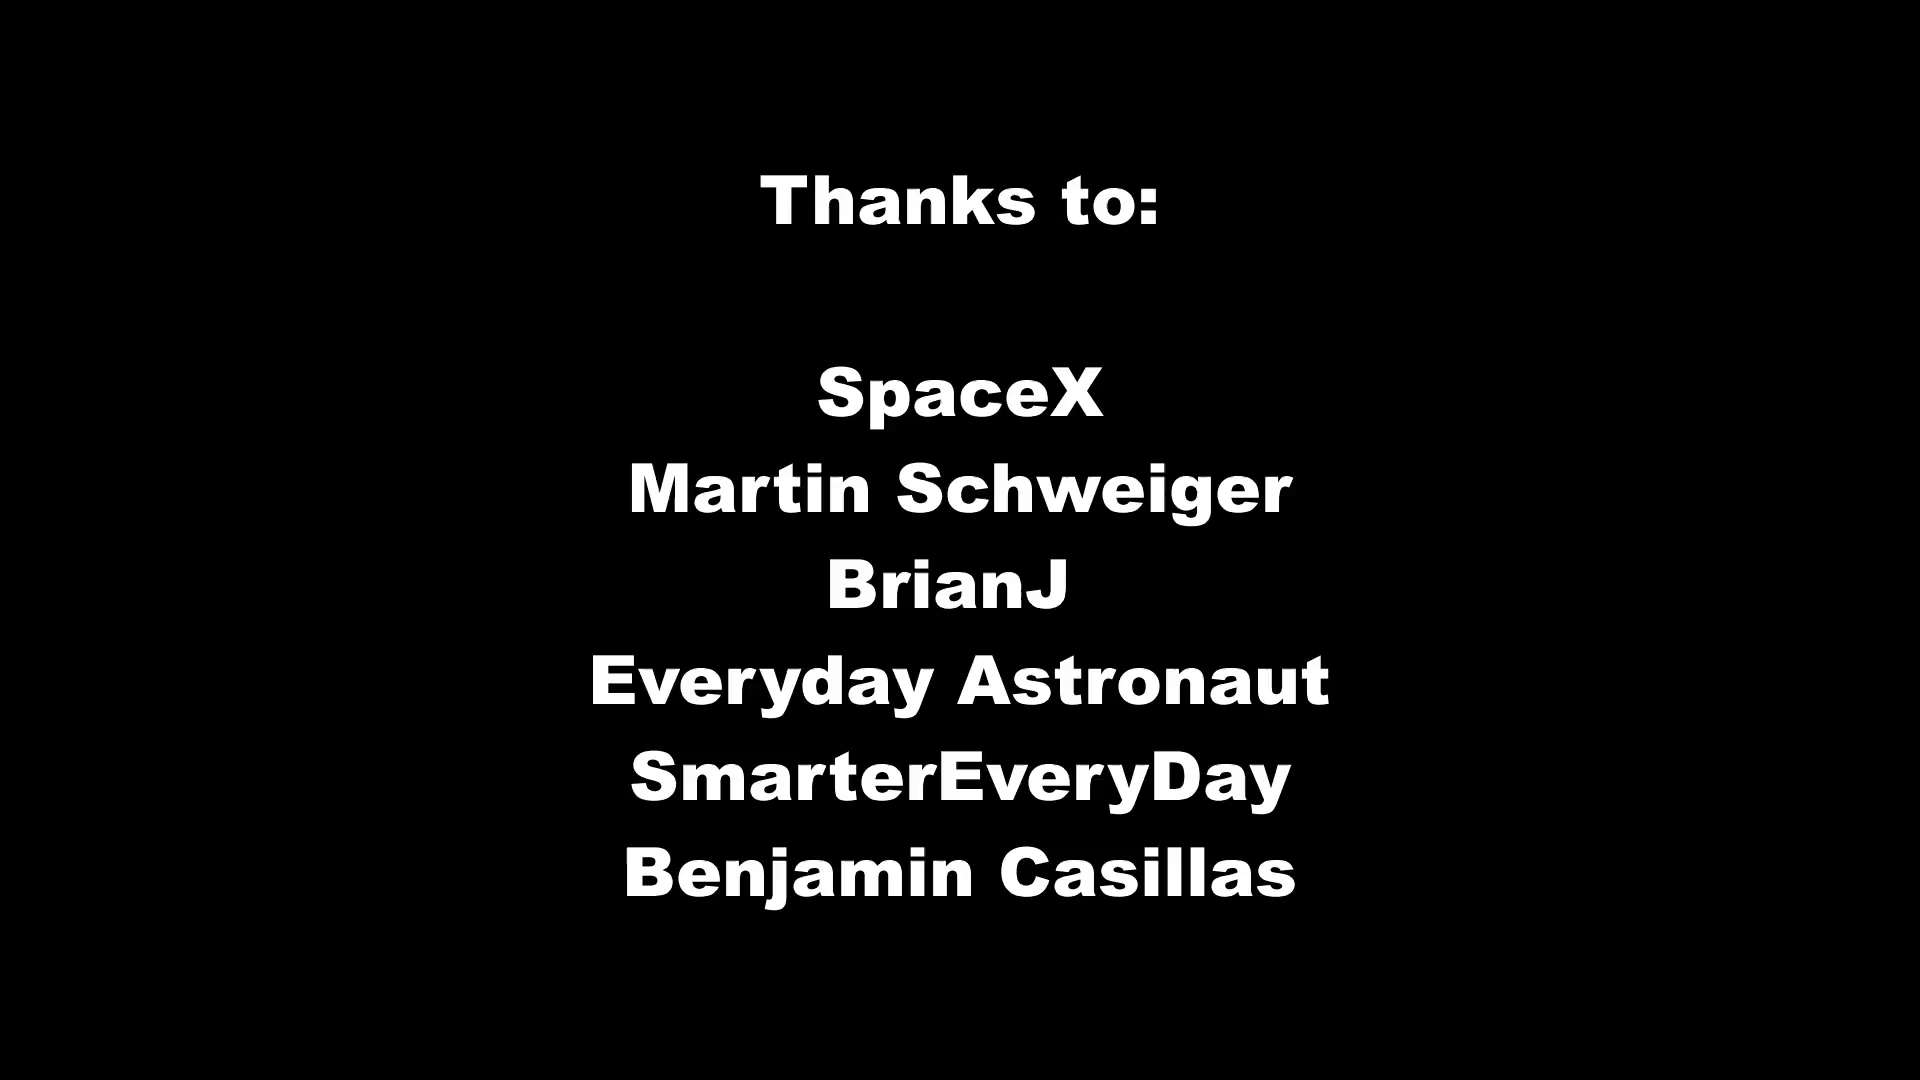 Thanks to:
SpaceX
Martin Schweiger
BrianJ
Everyday Astronaut
SmarterEveryDay
Benjamin Casillas